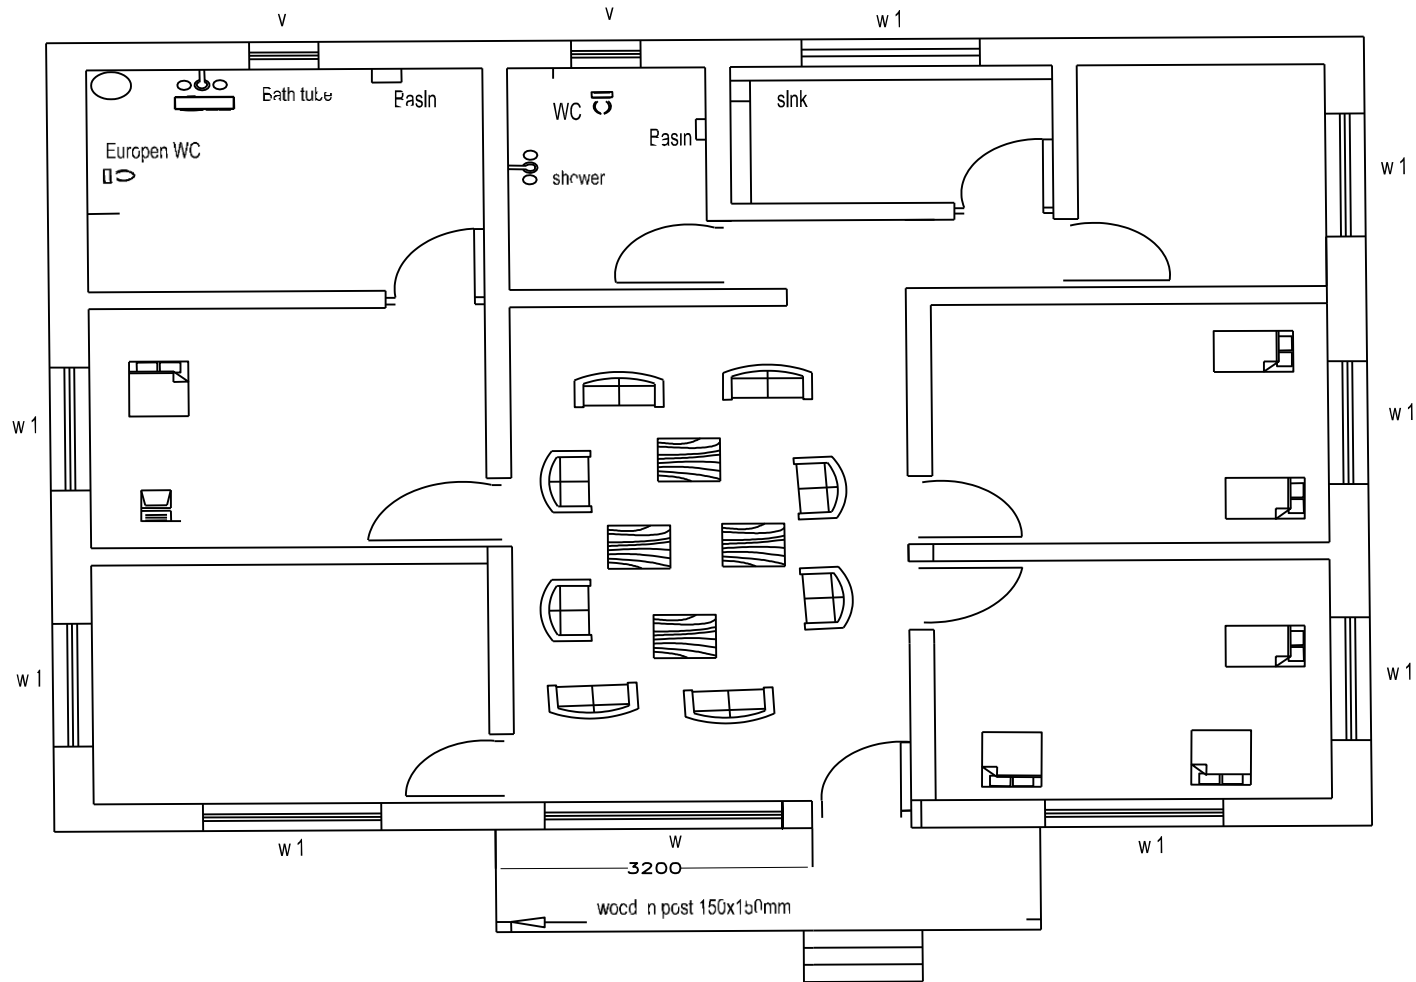 v
v
w 1
Bath tube
BasIn
sInk
WC
Basin
Europen WC
shower
w 1
w 1
w 1
w 1
w 1
w
w 1
w 1
3200
wood n post 150x150mm